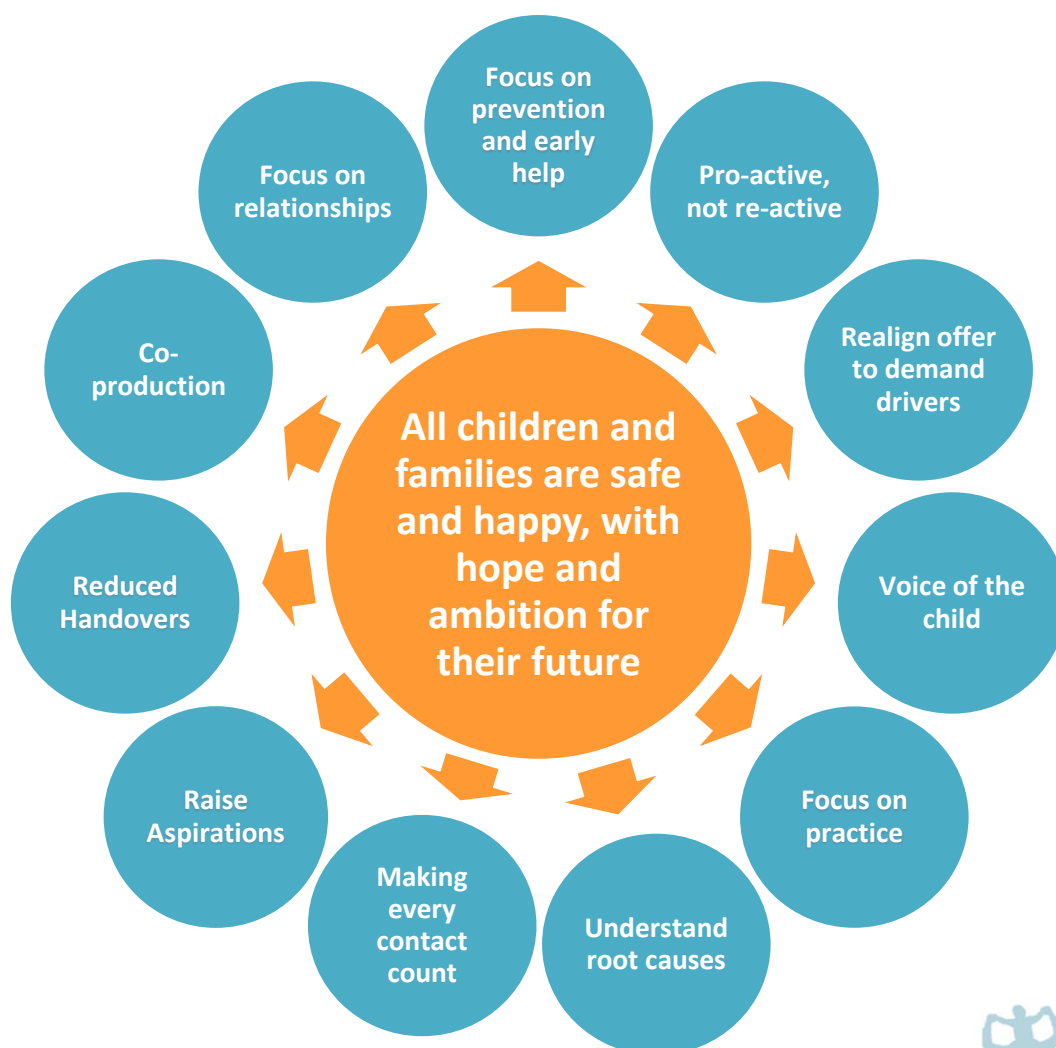 Focus on
prevention
and early
help
Pro-active,
not re-active
Realign offer
to demand
drivers
Voice of the
child
Focus on
practice
Understand
root causes
Making
every
contact
count
Raise
Aspirations
Reduced
Handovers
Co-
production
Focus on
relationships
All children and
families are safe
and happy, with
hope and
ambition for
their future